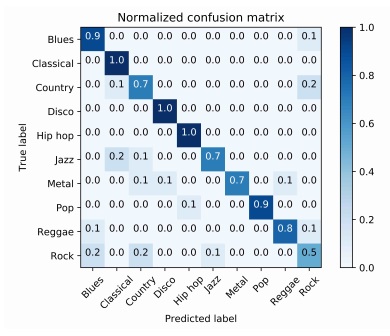 Normalized confusion matrix
Blues 0.9 0.0 0.0 0.0 0.0 0.0 0.0 0.0 0.0 0.1
Classical 0.0 1.0 0.0 0.0 0.0 0.0 0.0 0.0 0.0 0.0
Country 0.0 0.1 0.7 0.0 0.0 0.0 0.0 0.0 0.0 0.2
Disco 0.0 0.0 0.0 1.0 0.0 0.0 0.0 0.0 0.0 0.0
Hip hop 0.0 0.0 0.0 0.0 1.0 0.0 0.0 0.0 0.0 0.0
Jazz 0.0 0.2 0.1 0.0 0.0 0.7 0.0 0.0 0.0 0.0
Metal 0.0 0.0 0.1 0.1 0.0 0.0 0.7 0.0 0.1 0.0
Pop 0.0 0.0 0.0 0.0 0.1 0.0 0.0 0.9 0.0 0.0
Reggae 0.1 0.0 0.0 0.0 0.0 0.0 0.0 0.0 0.8 0.1
Rock 0.2 0.0 0.2 0.0 0.0 0.1 0.0 0.0 0.0 0.5
Blues Classical Country Disco Hip hop Jazz Metal Pop Reggae Rock
Predicted label
True label
1.0
0.8
0.6
0.4
0.2
0.0